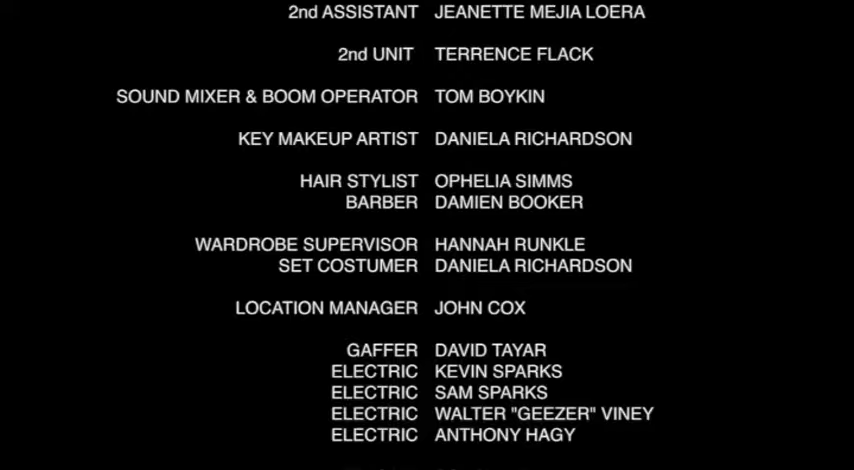 2nd ASSISTANT JEANETTE MEJIA LOERA
2nd UNIT TERRENCE FLACK
SOUND MIXER & BOOM OPERATOR TOM BOYKIN
KEY MAKEUP ARTIST DANIELA RICHARDSON
HAIR STYLIST OPHELIA SIMMS
BARBER DAMIEN BOOKER
WARDROBE SUPERVISOR HANNAH RUNKLE
SET COSTUMER DANIELA RICHARDSON
LOCATION MANAGER JOHN COX
GAFFER DAVID TAYAR
ELECTRIC KEVIN SPARKS
ELECTRIC SAM SPARKS
ELECTRIC WALTER "GEEZER" VINEY
ELECTRIC ANTHONY HAGY